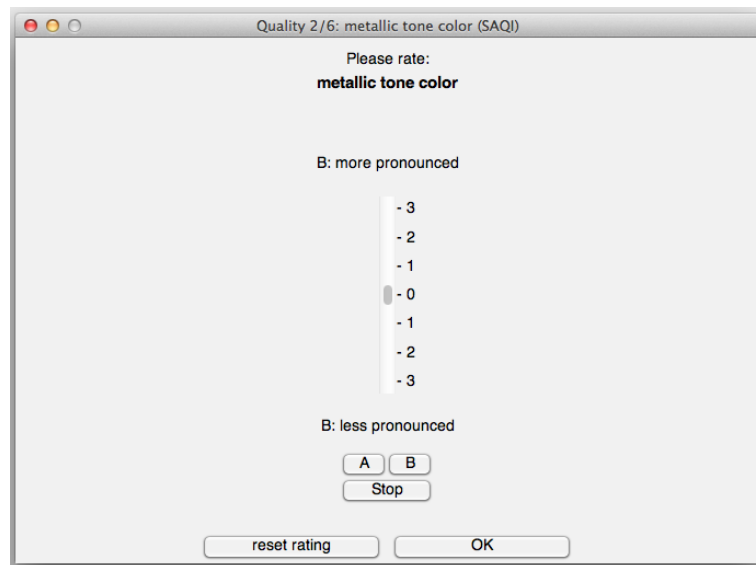 Quality 2/6: metallic tone color (SAQI)
Please rate:
metallic tone color
B: more pronounced
- 3
- 2
- 1
- 0
- 1
- 2
- 3
B: less pronounced
A B
Stop
reset rating OK